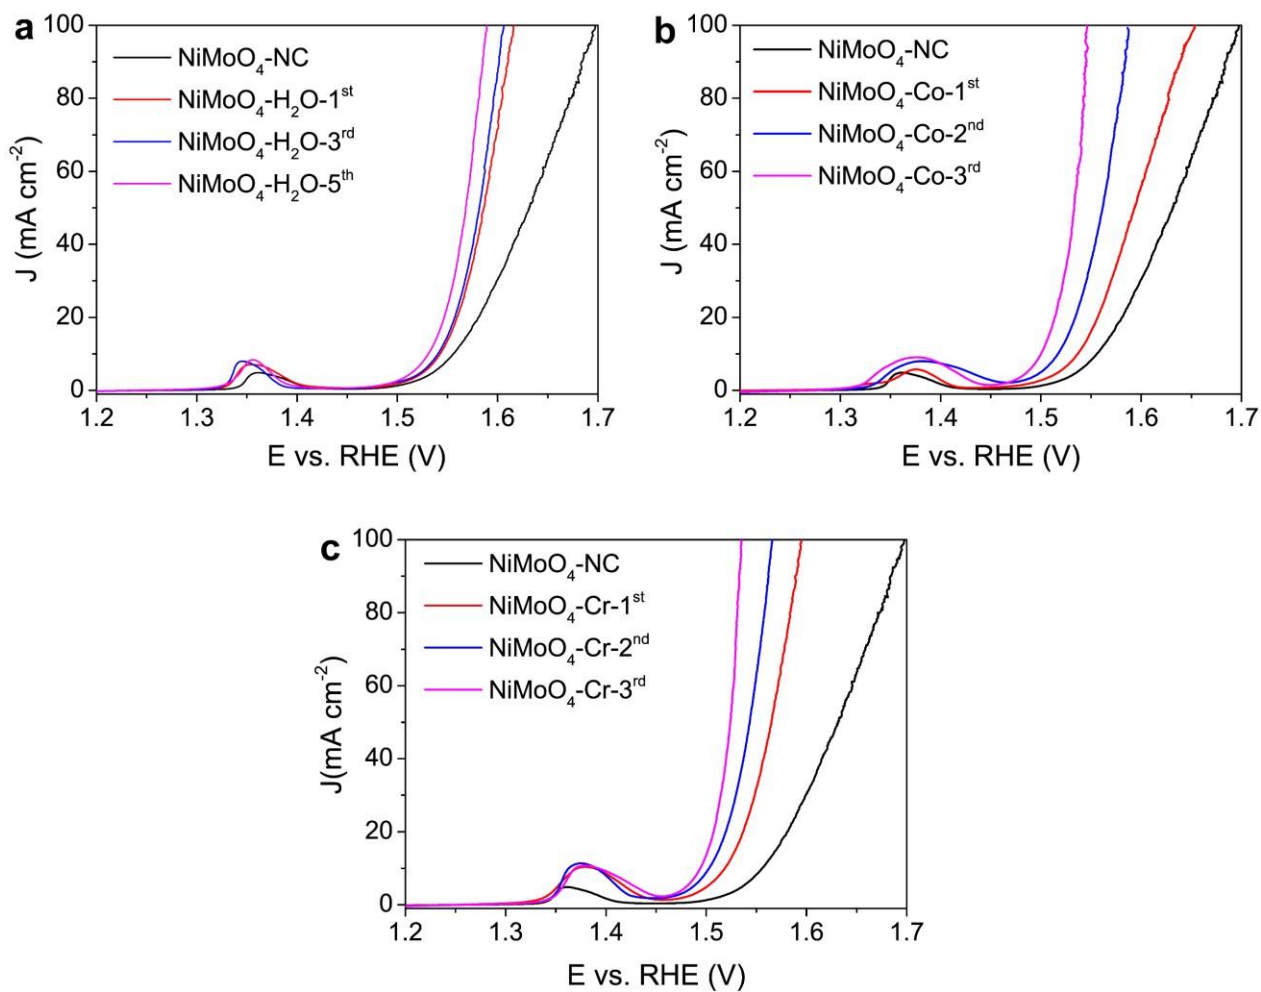 a
NiMoO₄-NC
NiMoO₄-H₂O-1ˢᵗ
NiMoO₄-H₂O-3ʳᵈ
NiMoO₄-H₂O-5ᵗʰ
J (mA cm⁻²)
100
80
60
40
20
0
1.2 1.3 1.4 1.5 1.6 1.7
E vs. RHE (V)
b
NiMoO₄-NC
NiMoO₄-Co-1ˢᵗ
NiMoO₄-Co-2ⁿᵈ
NiMoO₄-Co-3ʳᵈ
J (mA cm⁻²)
100
80
60
40
20
0
1.2 1.3 1.4 1.5 1.6 1.7
E vs. RHE (V)
c
NiMoO₄-NC
NiMoO₄-Cr-1ˢᵗ
NiMoO₄-Cr-2ⁿᵈ
NiMoO₄-Cr-3ʳᵈ
J(mA cm⁻²)
100
80
60
40
20
0
1.2 1.3 1.4 1.5 1.6 1.7
E vs. RHE (V)